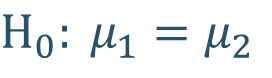 H₀: μ₁ = μ₂